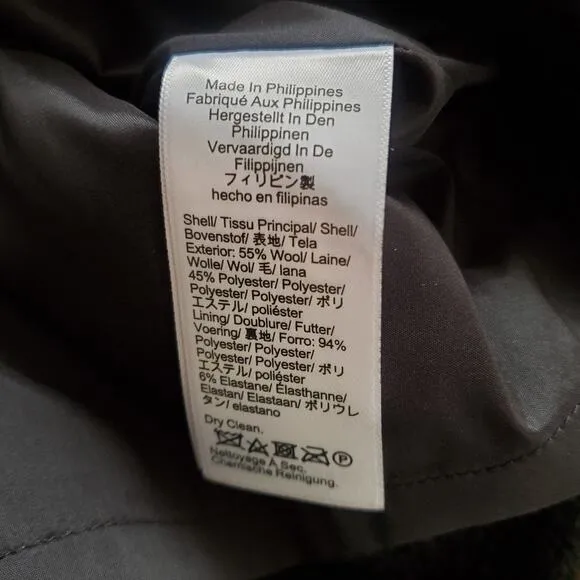 Made In Philippines
Fabriqué Aux Philippines
Hergestellt In Den
Philippinen
Vervaardigd In De
Filippijnen
フィリピン製
hecho en filipinas
Shell/ Tissu Principal/ Shell/
Bovenstof/ 表地/ Tela
Exterior: 55% Wool/ Laine/
Wolle/ Wol/ 毛/ lana
45% Polyester/ Polyester/
Polyester/ Polyester/ ポリ
エステル/ poliéster
Lining/ Doublure/ Futter/
Voering/ 裏地/ Forro: 94%
Polyester/ Polyester/
Polyester/ Polyester/ ポリ
エステル/ poliéster
6% Elastane/ Élasthanne/
Elastan/ Elastaan/ ポリウレ
タン/ elastano
Dry Clean.
P
Nettoyage À Sec.
Chemische Reinigung.